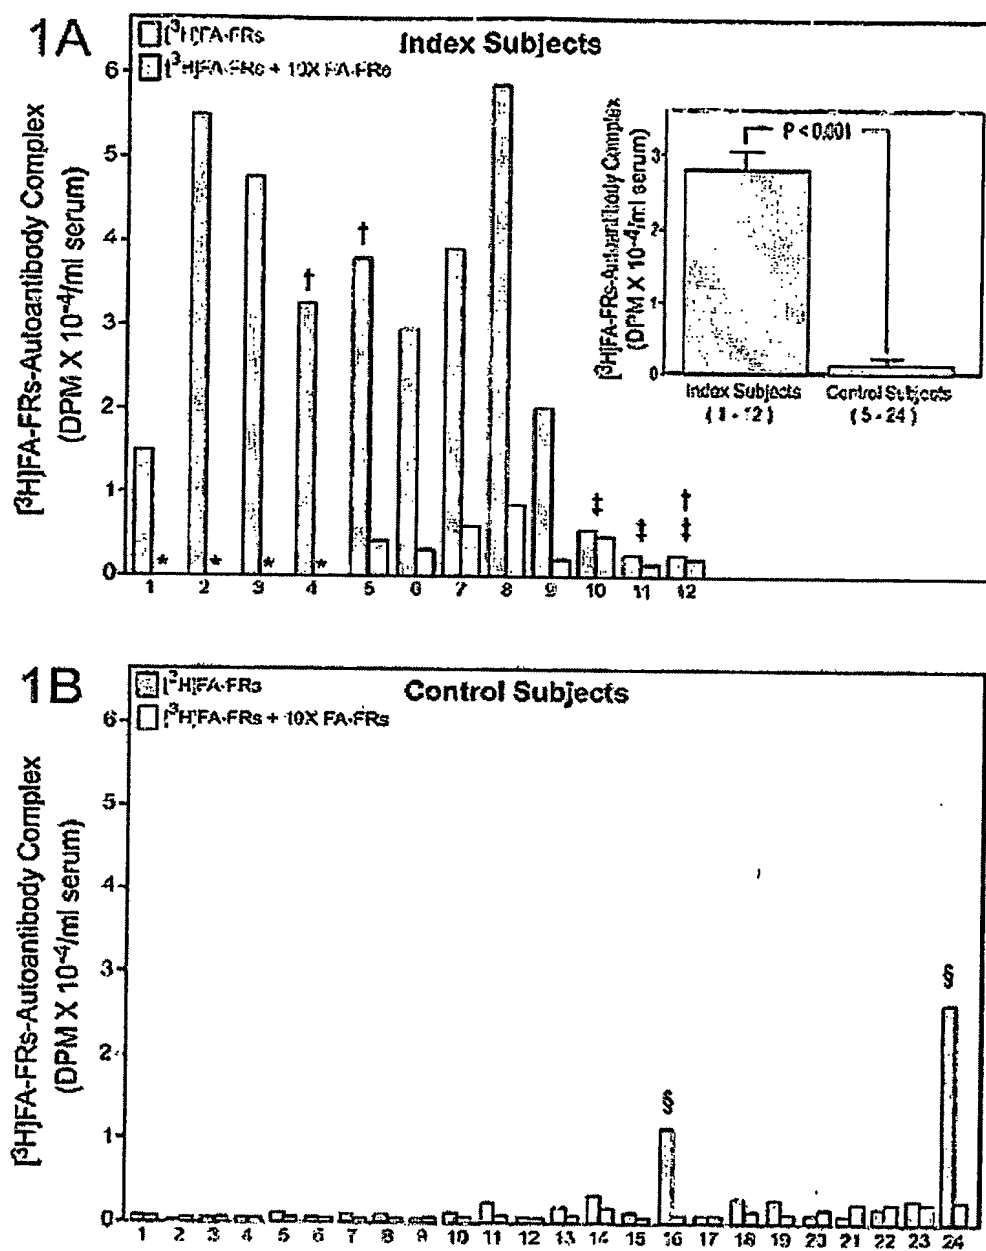 1A
[³H]FA-FRs
[³H]FA-FRs + 10X FA-FRs
Index Subjects
[³H]FA-FRs-Autoantibody Complex
(DPM X 10⁻⁴/ml serum)
6
5
4
3
2
1
0
† † ‡ ‡ † ‡
* * * *
1 2 3 4 5 6 7 8 9 10 11 12
[³H]FA-FRs-Autoantibody Complex
(DPM X 10⁻⁴/ml serum)
3
2
1
0
P < 0.001
Index Subjects Control Subjects
(1 - 12) (5 - 24)
1B
[³H]FA-FRs
[³H]FA-FRs + 10X FA-FRs
Control Subjects
[³H]FA-FRs-Autoantibody Complex
(DPM X 10⁻⁴/ml serum)
6
5
4
3
2
1
0
§ §
1 2 3 4 5 6 7 8 9 10 11 12 13 14 15 16 17 18 19 20 21 22 23 24